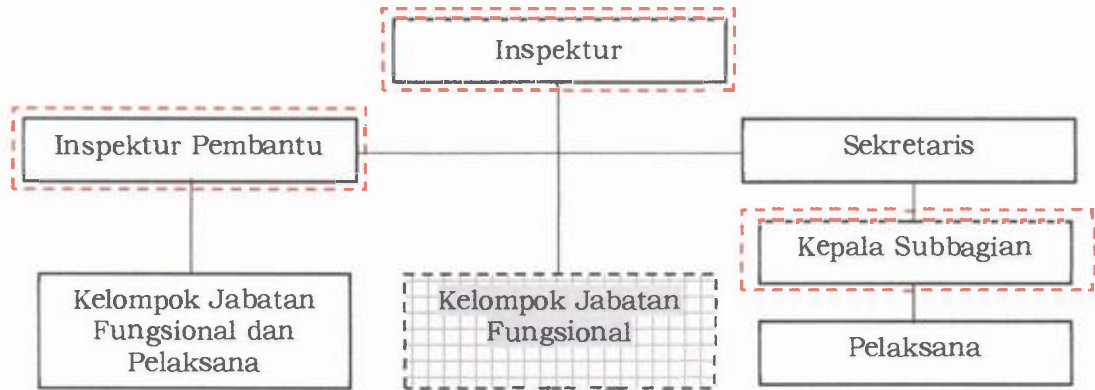 Inspektur
Inspektur Pembantu
Sekretaris
Kepala Subbagian
Kelompok Jabatan
Fungsional dan
Pelaksana
Kelompok Jabatan
Fungsional
Pelaksana